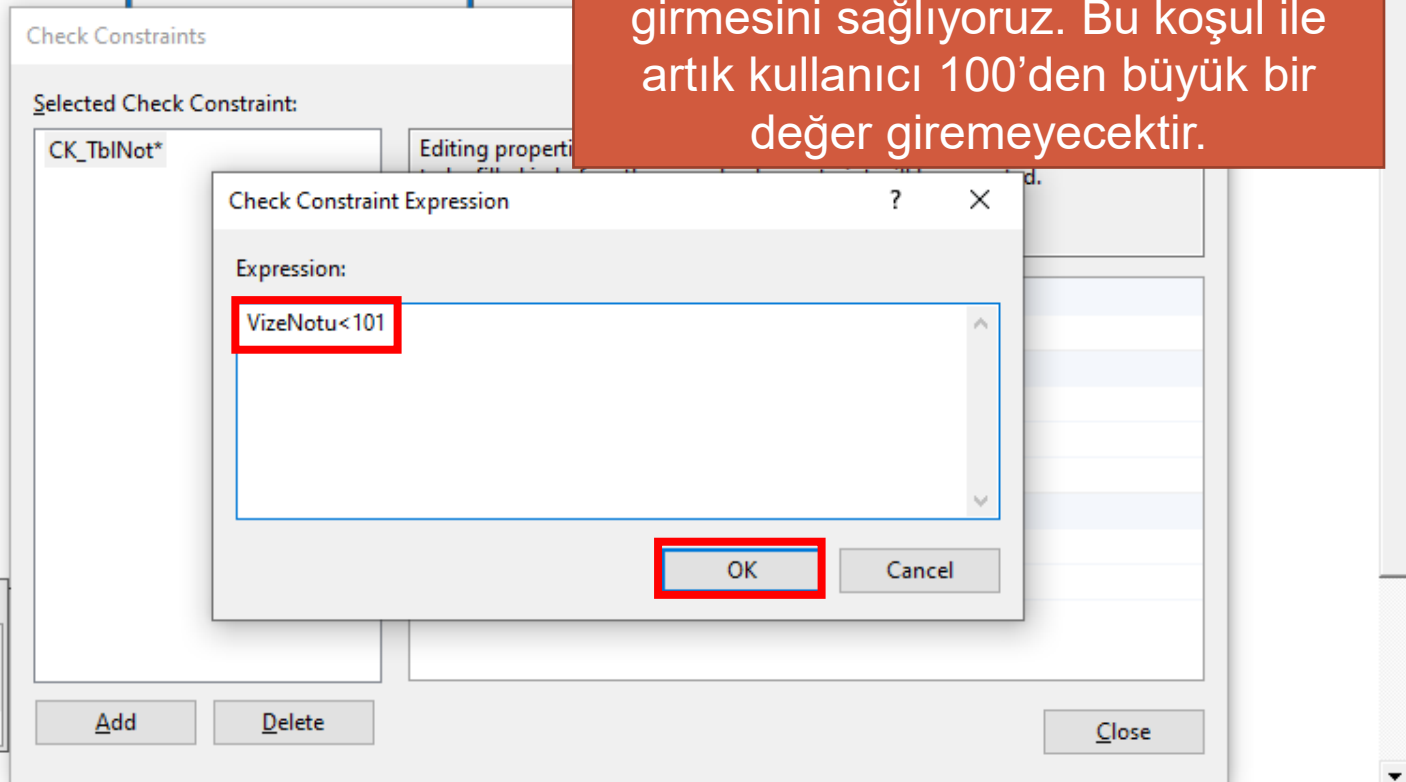 girmesini sağlıyoruz. Bu koşul ile
artık kullanıcı 100’den büyük bir
değer giremeyecektir.
Check Constraints
Selected Check Constraint:
CK_TblNot*
Editing properti
d.
Check Constraint Expression
?
Expression:
VizeNotu<101
OK
Cancel
Add
Delete
Close